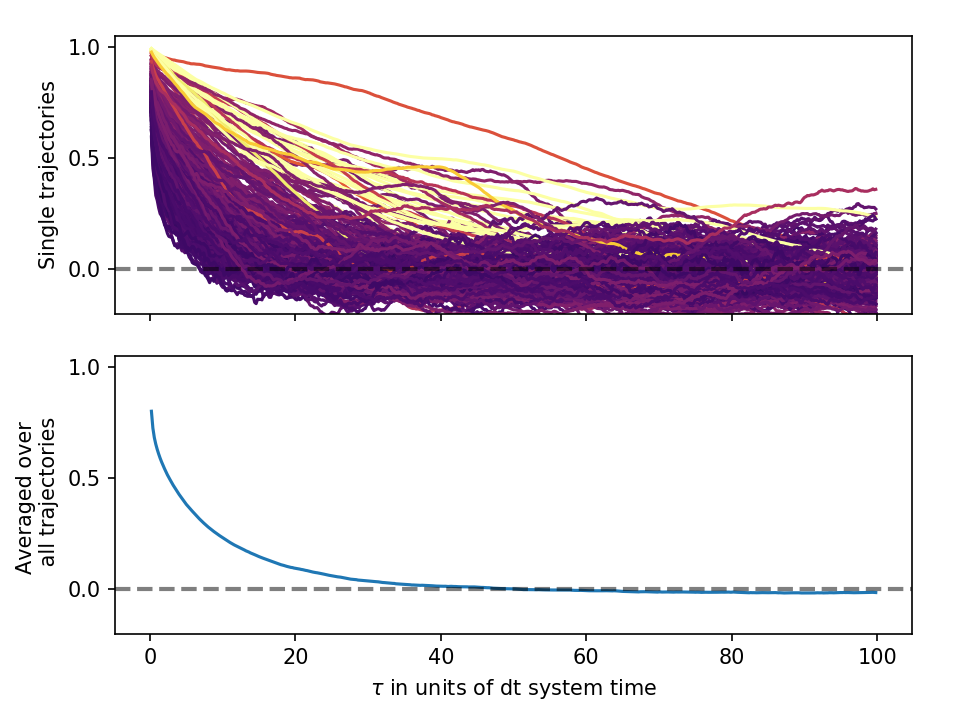 1.0
0.5
0.0
Single trajectories
1.0
0.5
0.0
Averaged over
all trajectories
0 20 40 60 80 100
τ in units of dt system time